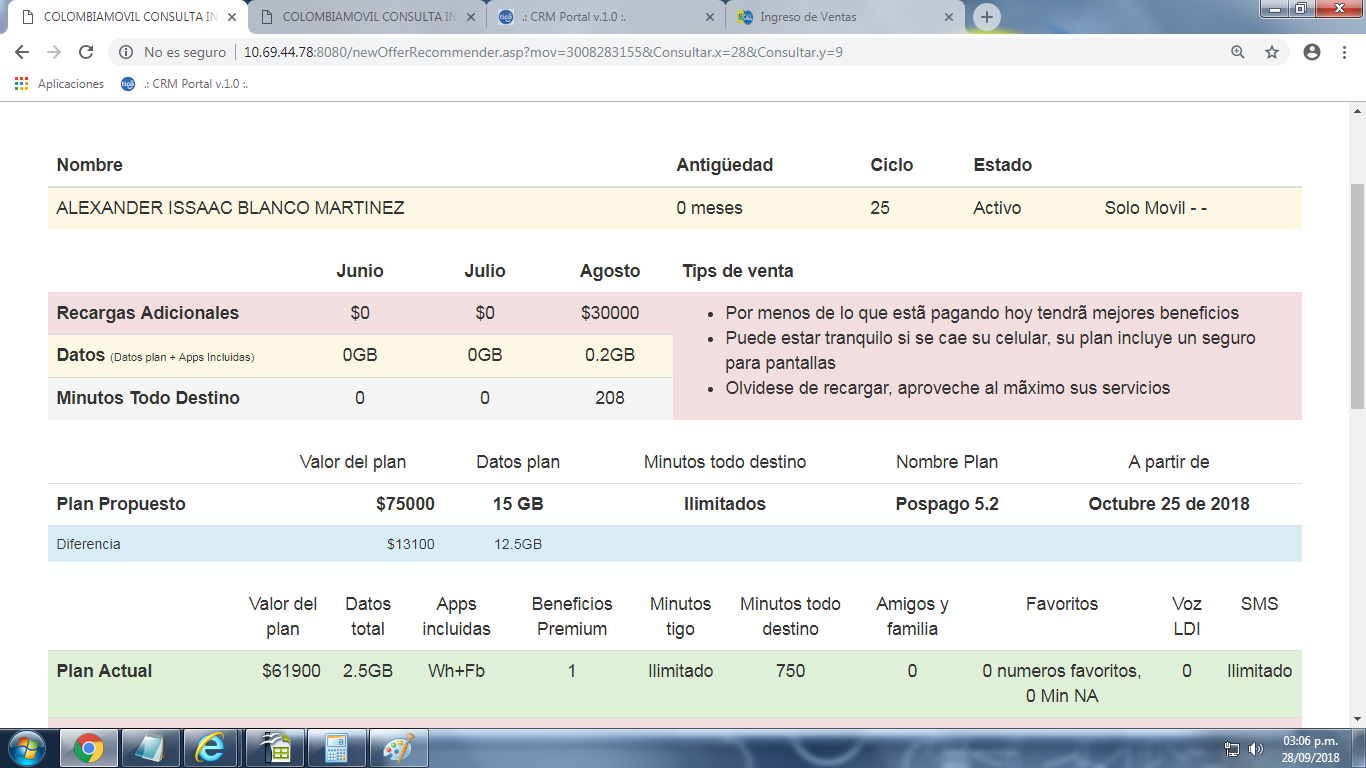 COLOMBIAMOVIL CONSULTA IN
COLOMBIAMOVIL CONSULTA IN
.: CRM Portal v.1.0 :.
Ingreso de Ventas
No es seguro
10.69.44.78:8080/newOfferRecommender.asp?mov=3008283155&Consultar.x=28&Consultar.y=9
Aplicaciones
tigo
.: CRM Portal v.1.0 :.
Nombre Antigüedad Ciclo Estado
ALEXANDER ISSAAC BLANCO MARTINEZ 0 meses 25 Activo Solo Movil - -
Junio Julio Agosto Tips de venta
Recargas Adicionales $0 $0 $30000
Datos (Datos plan + Apps Incluidas) 0GB 0GB 0.2GB
Minutos Todo Destino 0 0 208
• Por menos de lo que estã pagando hoy tendrã mejores beneficios
• Puede estar tranquilo si se cae su celular, su plan incluye un seguro
para pantallas
• Olvidese de recargar, aproveche al mãximo sus servicios
Valor del plan Datos plan Minutos todo destino Nombre Plan A partir de
Plan Propuesto $75000 15 GB Ilimitados Pospago 5.2 Octubre 25 de 2018
Diferencia $13100 12.5GB
Valor del Datos Apps Beneficios Minutos Minutos todo Amigos y Favoritos Voz SMS
plan total incluidas Premium tigo destino familia LDI
Plan Actual $61900 2.5GB Wh+Fb 1 Ilimitado 750 0 0 numeros favoritos, 0 Ilimitado
0 Min NA
03:06 p.m.
28/09/2018